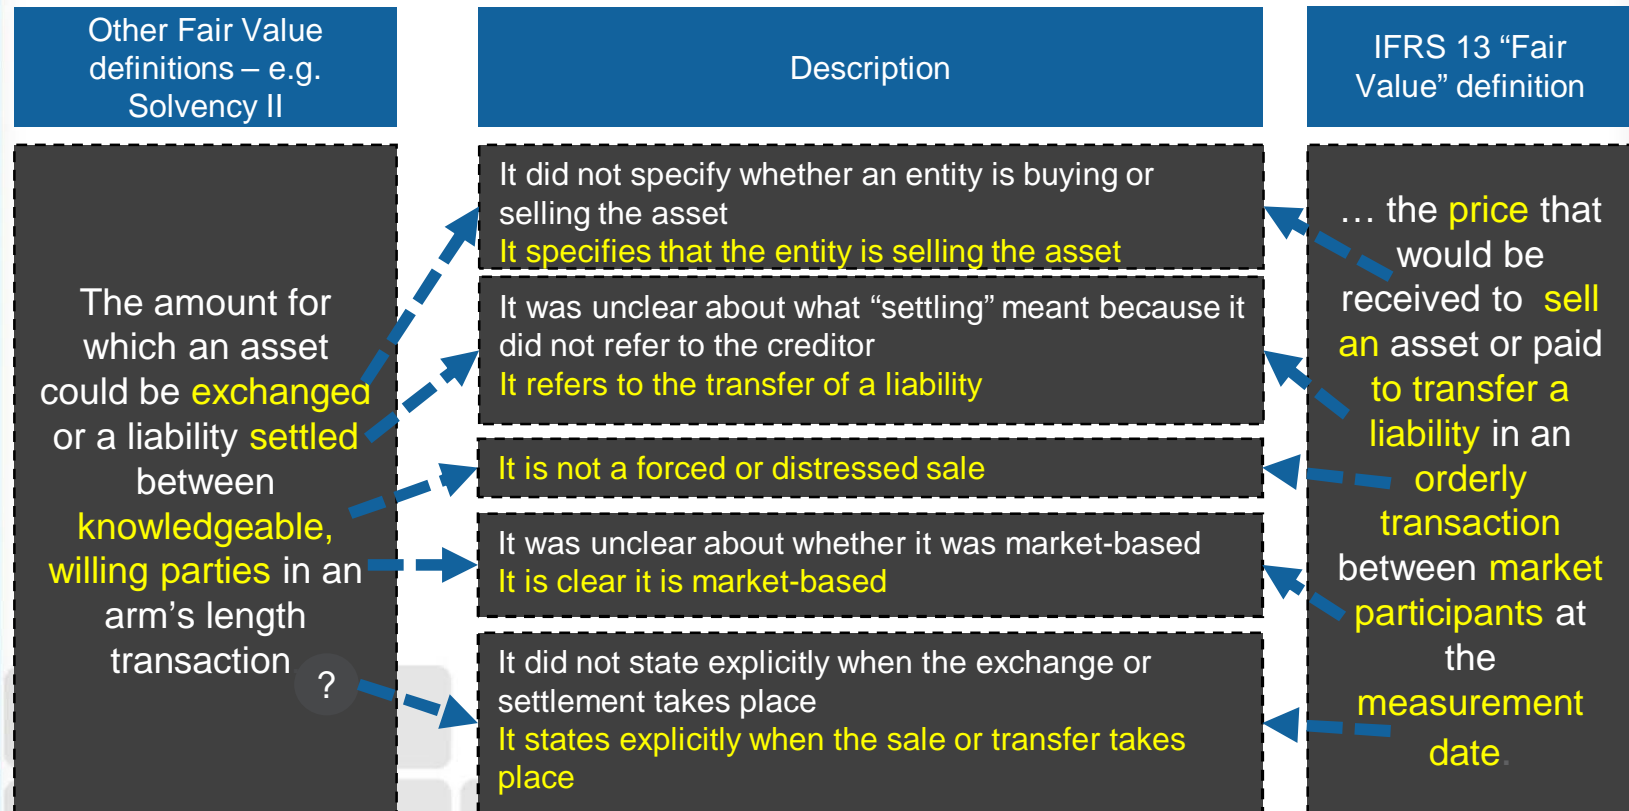 Other Fair Value
definitions – e.g.
Solvency II
Description
IFRS 13 “Fair
Value” definition
The amount for
which an asset
could be exchanged
or a liability settled
between
knowledgeable,
willing parties in an
arm’s length
transaction
?
It did not specify whether an entity is buying or
selling the asset
It specifies that the entity is selling the asset
It was unclear about what “settling” meant because it
did not refer to the creditor
It refers to the transfer of a liability
It is not a forced or distressed sale
It was unclear about whether it was market-based
It is clear it is market-based
It did not state explicitly when the exchange or
settlement takes place
It states explicitly when the sale or transfer takes
place
… the price that
would be
received to sell
an asset or paid
to transfer a
liability in an
orderly
transaction
between market
participants at
the
measurement
date.